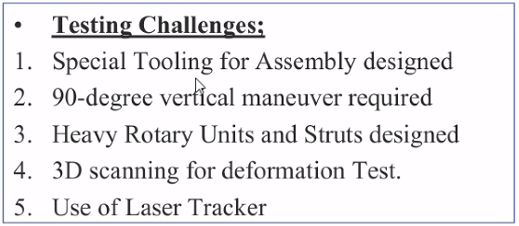 • Testing Challenges;
1. Special Tooling for Assembly designed
2. 90-degree vertical maneuver required
3. Heavy Rotary Units and Struts designed
4. 3D scanning for deformation Test.
5. Use of Laser Tracker